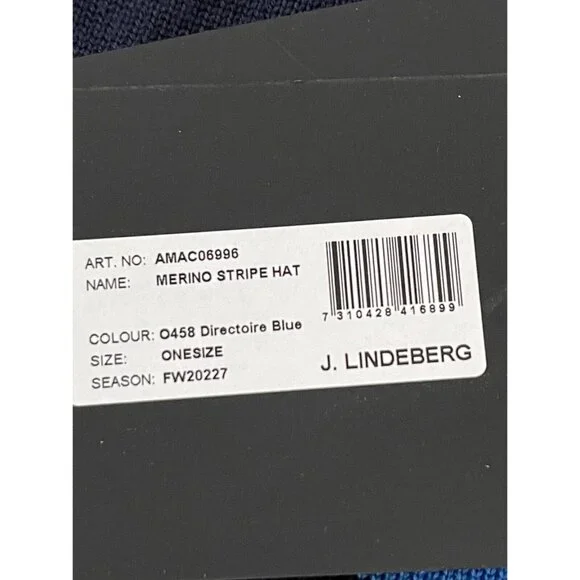 ART. NO: AMAC06996
NAME: MERINO STRIPE HAT
COLOUR: O458 Directoire Blue
SIZE: ONESIZE
SEASON: FW20227
7 310428 416899
J. LINDEBERG